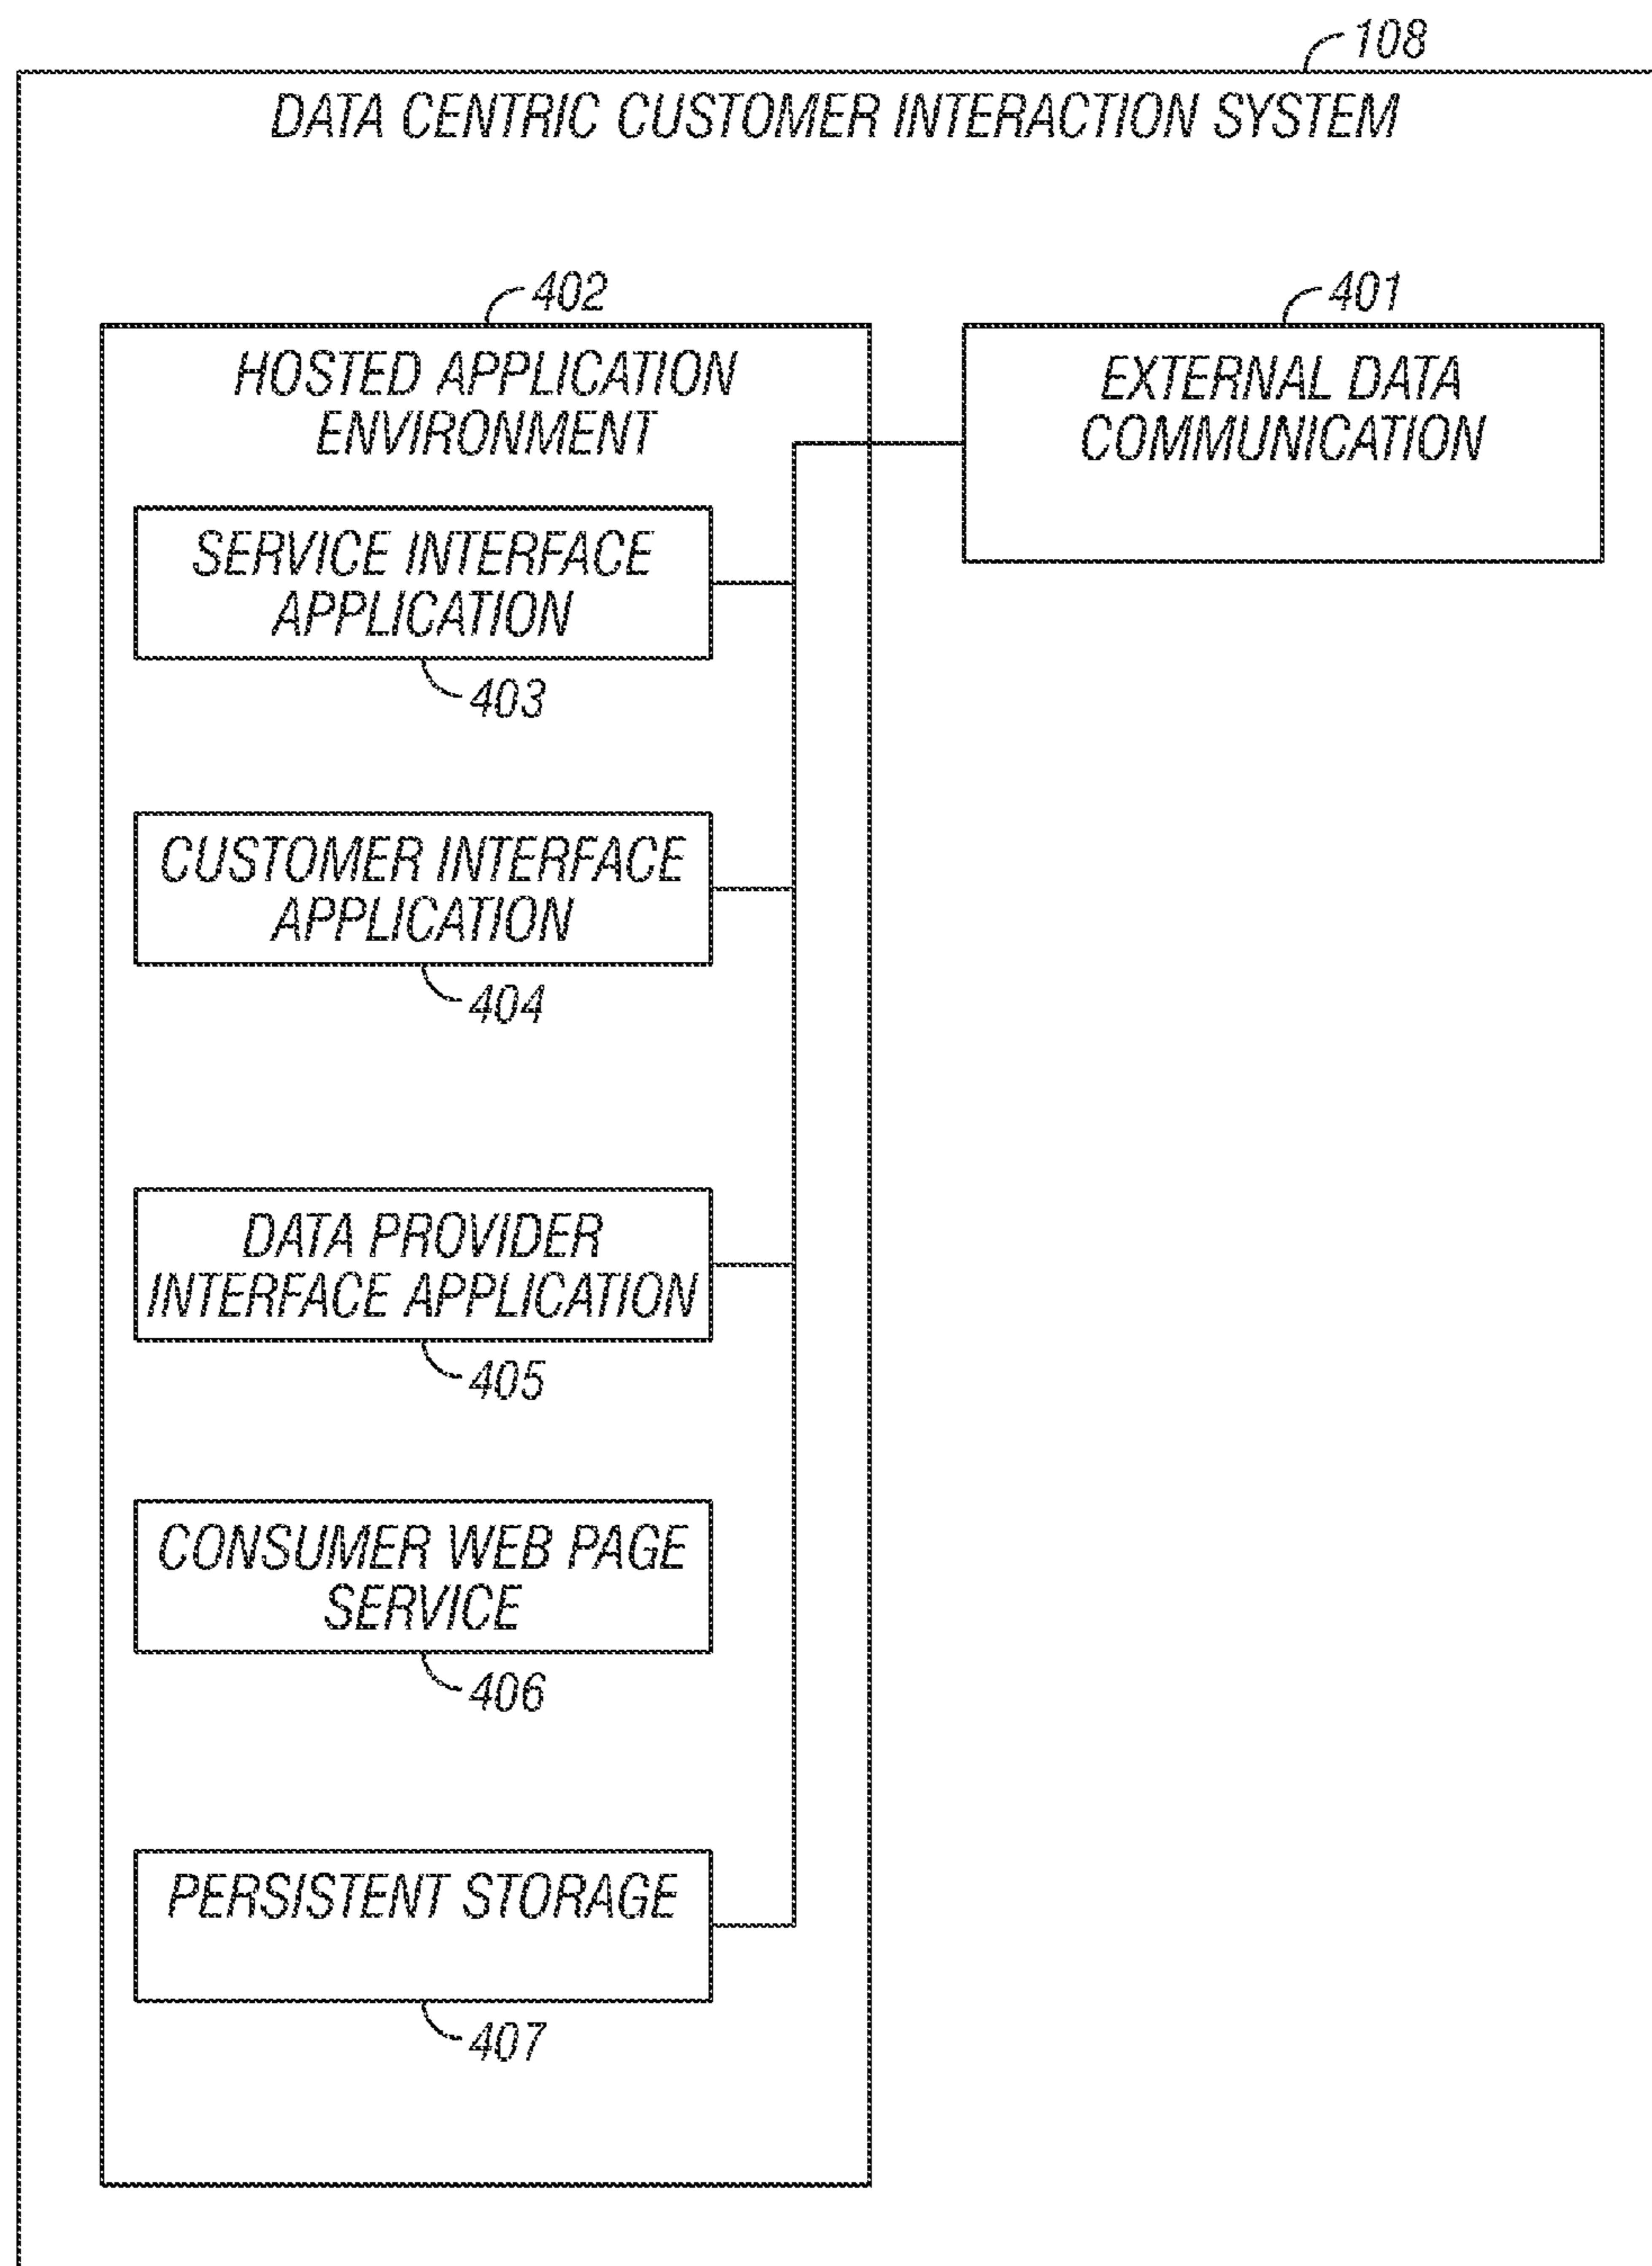 108
DATA CENTRIC CUSTOMER INTERACTION SYSTEM
402
HOSTED APPLICATION
ENVIRONMENT
401
EXTERNAL DATA
COMMUNICATION
SERVICE INTERFACE
APPLICATION
403
CUSTOMER INTERFACE
APPLICATION
404
DATA PROVIDER
INTERFACE APPLICATION
405
CONSUMER WEB PAGE
SERVICE
406
PERSISTENT STORAGE
407